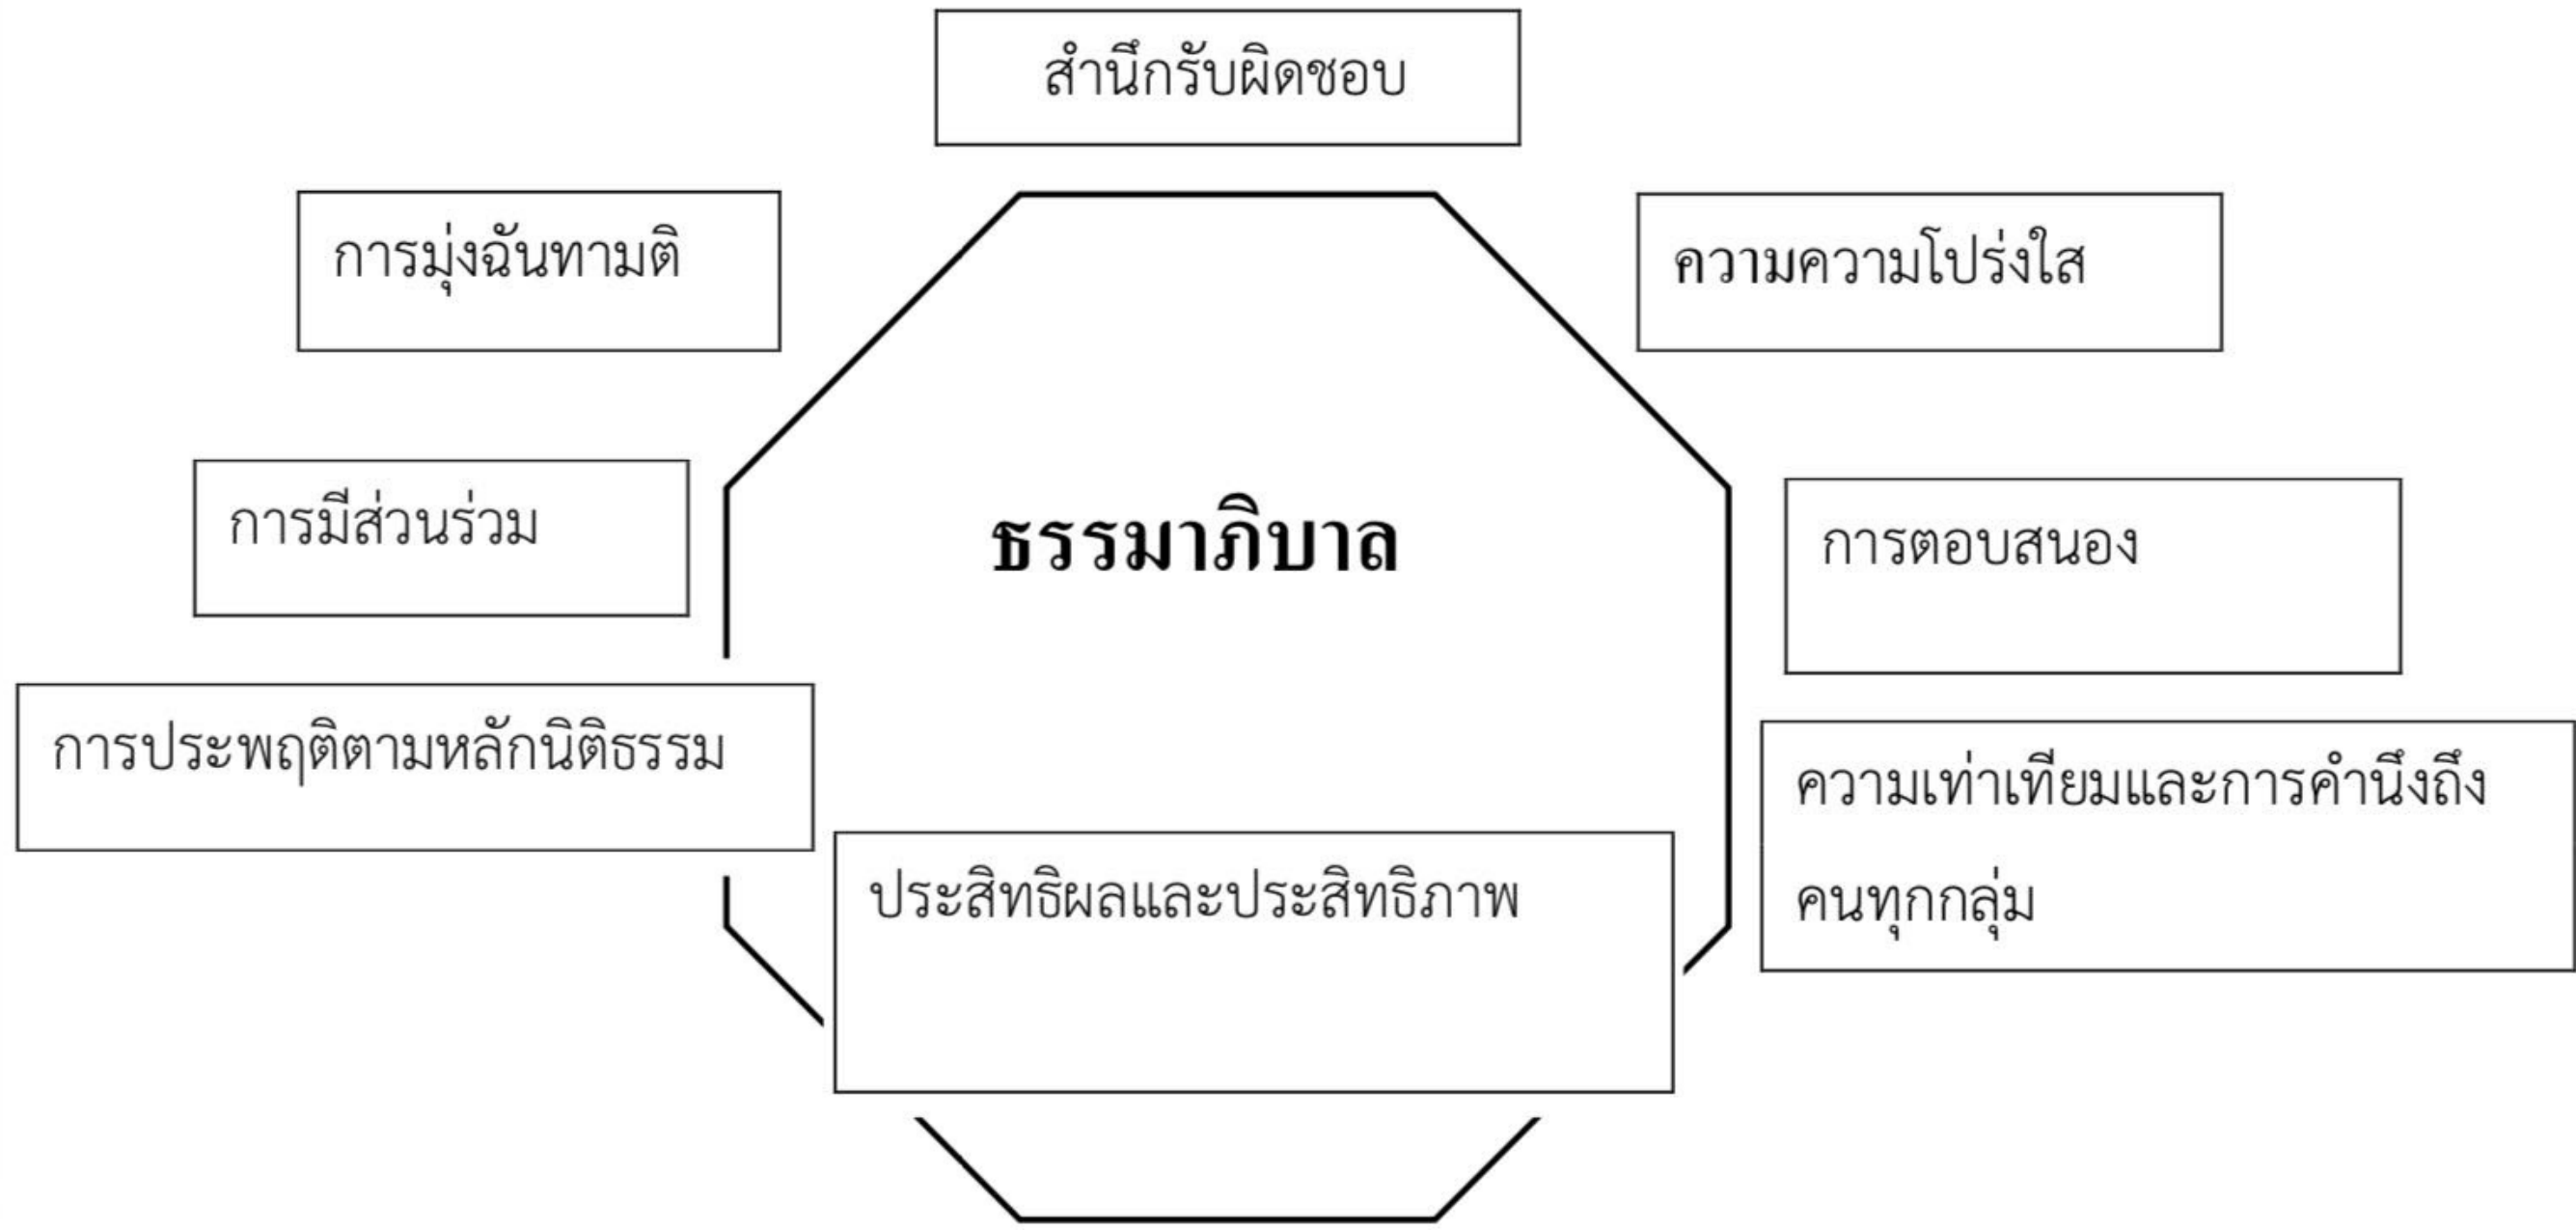 สำนึกรับผิดชอบ
การมุ่งฉันทามติ
ความความโปร่งใส
การมีส่วนร่วม
ธรรมาภิบาล
การตอบสนอง
การประพฤติตามหลักนิติธรรม
ความเท่าเทียมและการคำนึงถึง
คนทุกกลุ่ม
ประสิทธิผลและประสิทธิภาพ